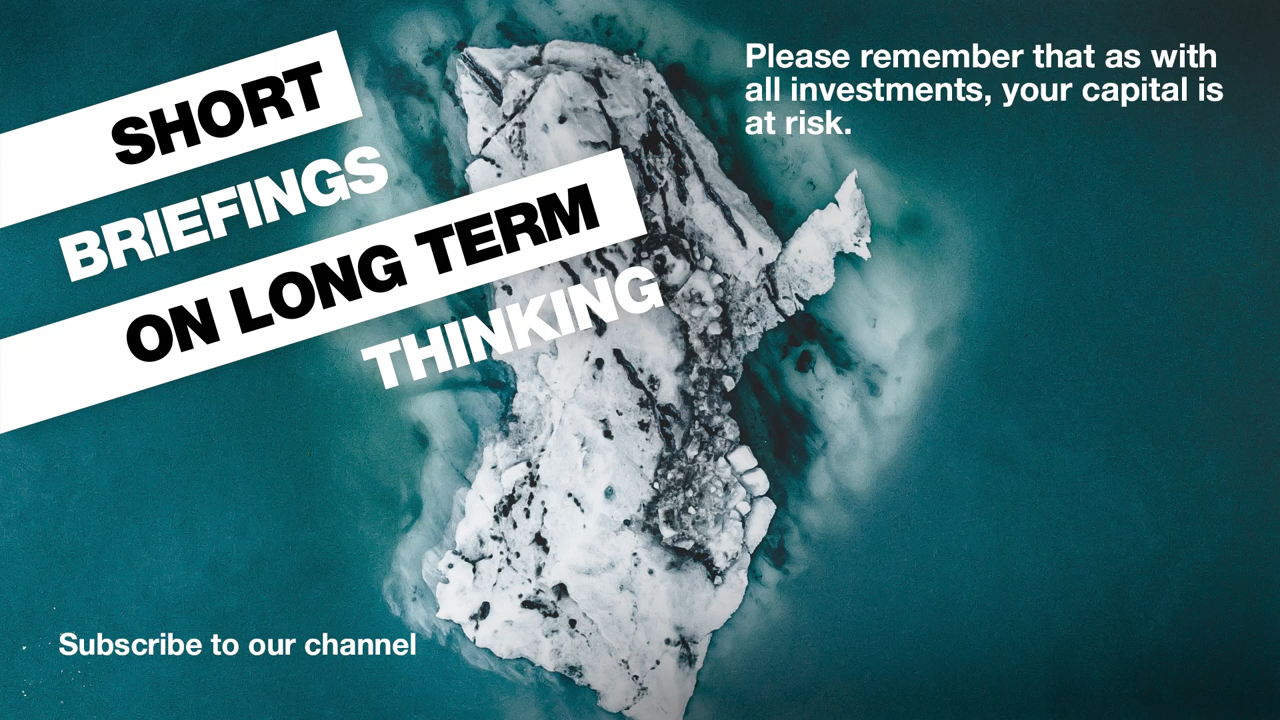 SHORT
BRIEFINGS
ON LONG TERM
THINKING
Please remember that as with
all investments, your capital is
at risk.
Subscribe to our channel